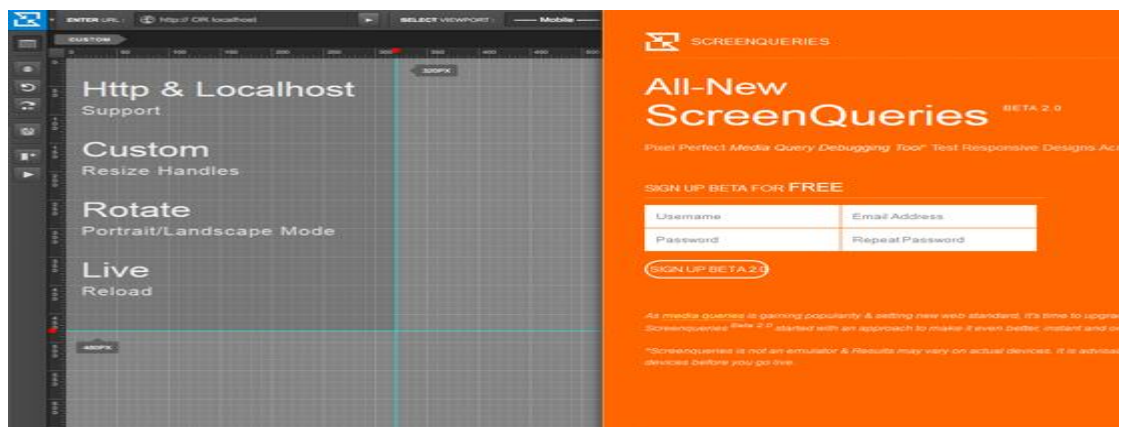 ENTER URL: http:// OR localhost SELECT VIEWPORT: Mobile
CUSTOM
320PX
Http & Localhost
Support
Custom
Resize Handles
Rotate
Portrait/Landscape Mode
Live
Reload
480PX
SCREENQUERIES
All-New
ScreenQueries BETA 2.0
Pixel Perfect Media Query Debugging Tool* Test Responsive Designs
SIGN UP BETA FOR FREE
Username Email Address
Password Repeat Password
SIGN UP BETA 2.0
As media queries is gaining popularity & setting new web standard, it's time to
Screenqueries Beta 2.0 started with an approach to make it even better, instant and
*Screenqueries is not an emulator & Results may vary on actual devices. It is
devices before you go live.